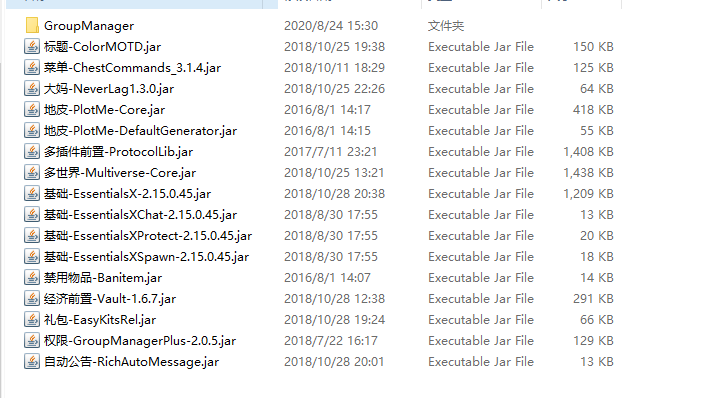 GroupManager 2020/8/24 15:30 文件夹
标题-ColorMOTD.jar 2018/10/25 19:38 Executable Jar File 150 KB
菜单-ChestCommands_3.1.4.jar 2018/10/11 18:29 Executable Jar File 125 KB
大妈-NeverLag1.3.0.jar 2018/10/25 22:26 Executable Jar File 64 KB
地皮-PlotMe-Core.jar 2016/8/1 14:17 Executable Jar File 418 KB
地皮-PlotMe-DefaultGenerator.jar 2016/8/1 14:15 Executable Jar File 55 KB
多插件前置-ProtocolLib.jar 2017/7/11 23:21 Executable Jar File 1,408 KB
多世界-Multiverse-Core.jar 2018/10/25 13:21 Executable Jar File 1,438 KB
基础-EssentialsX-2.15.0.45.jar 2018/10/28 20:38 Executable Jar File 1,209 KB
基础-EssentialsXChat-2.15.0.45.jar 2018/8/30 17:55 Executable Jar File 13 KB
基础-EssentialsXProtect-2.15.0.45.jar 2018/8/30 17:55 Executable Jar File 20 KB
基础-EssentialsXSpawn-2.15.0.45.jar 2018/8/30 17:55 Executable Jar File 18 KB
禁用物品-Banitem.jar 2016/8/1 14:07 Executable Jar File 14 KB
经济前置-Vault-1.6.7.jar 2018/10/28 12:38 Executable Jar File 291 KB
礼包-EasyKitsRel.jar 2018/10/28 19:24 Executable Jar File 66 KB
权限-GroupManagerPlus-2.0.5.jar 2018/7/22 16:17 Executable Jar File 129 KB
自动公告-RichAutoMessage.jar 2018/10/28 20:01 Executable Jar File 13 KB